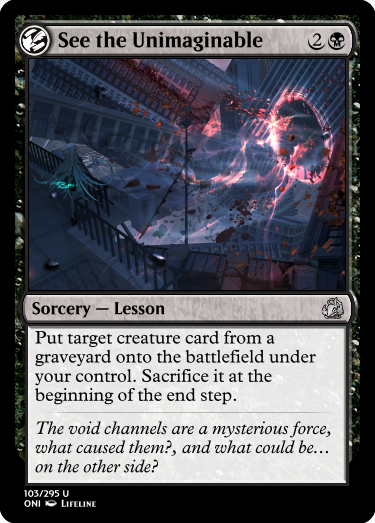 See the Unimaginable 2
Sorcery — Lesson
Put target creature card from a
graveyard onto the battlefield under
your control. Sacrifice it at the
beginning of the end step.
The void channels are a mysterious force,
what caused them?, and what could be…
on the other side?
103/295 U
ONI Lifeline